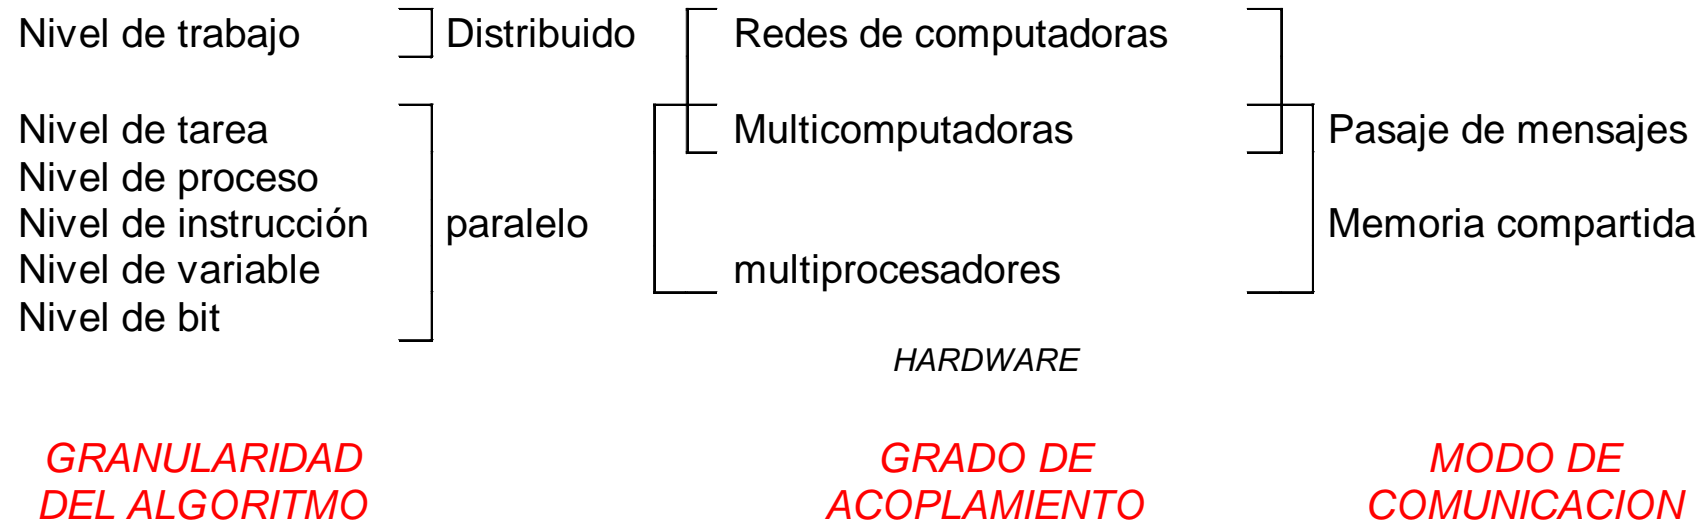 Nivel de trabajo Distribuido Redes de computadoras
Nivel de tarea Multicomputadoras Pasaje de mensajes
Nivel de proceso
Nivel de instrucción paralelo Memoria compartida
Nivel de variable multiprocesadores
Nivel de bit
HARDWARE
GRANULARIDAD GRADO DE MODO DE
DEL ALGORITMO ACOPLAMIENTO COMUNICACION